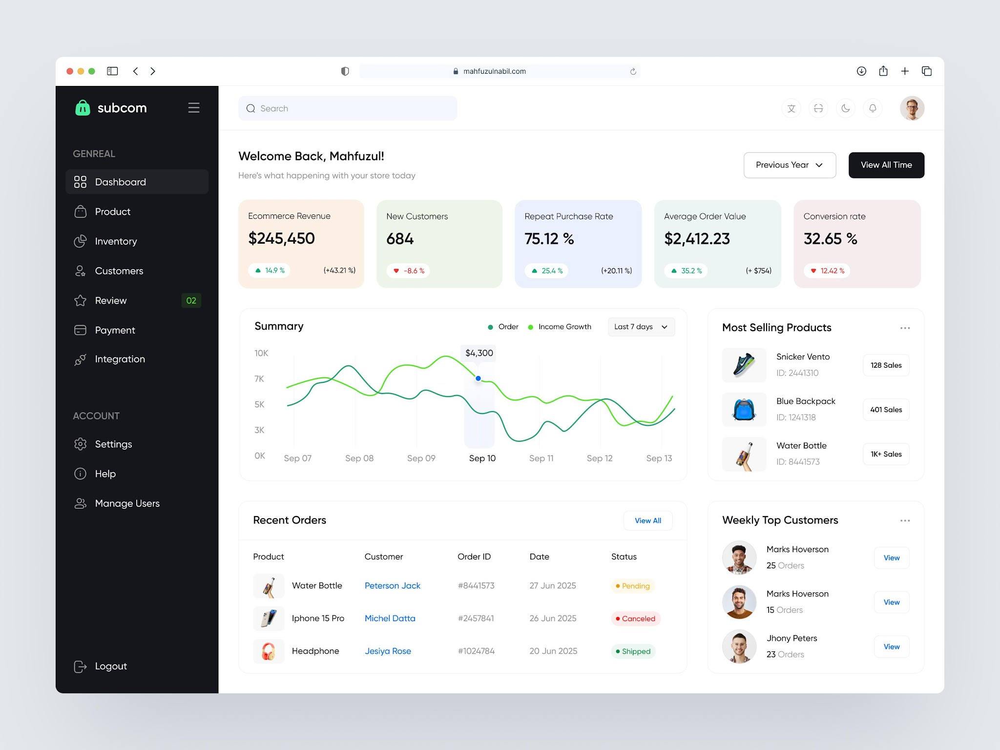 mahfuzulnabil.com
subcom
GENREAL
Dashboard
Product
Inventory
Customers
Review 02
Payment
Integration
ACCOUNT
Settings
Help
Manage Users
Logout
Search
文
Welcome Back, Mahfuzul!
Here’s what happening with your store today
Previous Year
View All Time
Ecommerce Revenue
$245,450
14.9 % (+43.21 %)
New Customers
684
-8.6 %
Repeat Purchase Rate
75.12 %
25.4 % (+20.11 %)
Average Order Value
$2,412.23
35.2 % (+ $754)
Conversion rate
32.65 %
12.42 %
Summary
Order Income Growth
Last 7 days
10K
7K
5K
3K
0K
$4,300
Sep 07 Sep 08 Sep 09 Sep 10 Sep 11 Sep 12 Sep 13
Most Selling Products
Snicker Vento
ID: 2441310
128 Sales
Blue Backpack
ID: 1241318
401 Sales
Water Bottle
ID: 8441573
1K+ Sales
Recent Orders
View All
Product Customer Order ID Date Status
Water Bottle Peterson Jack #8441573 27 Jun 2025 Pending
Iphone 15 Pro Michel Datta #2457841 26 Jun 2025 Canceled
Headphone Jesiya Rose #1024784 20 Jun 2025 Shipped
Weekly Top Customers
Marks Hoverson
25 Orders
View
Marks Hoverson
15 Orders
View
Jhony Peters
23 Orders
View